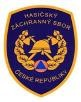 HASIČSKÝ
ZÁCHRANNÝ SBOR
ČESKÉ REPUBLIKY